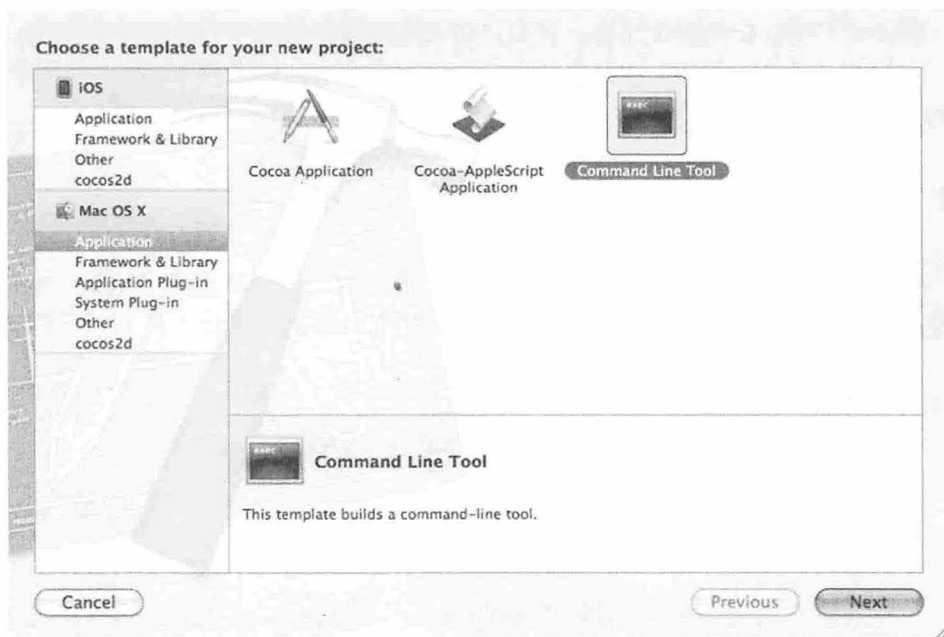 Choose a template for your new project:
iOS
Application
Framework & Library
Other
cocos2d
Mac OS X
Application
Framework & Library
Application Plug-in
System Plug-in
Other
cocos2d
Cocoa Application
Cocoa-AppleScript
Application
EXEC
Command Line Tool
EXEC
Command Line Tool
This template builds a command-line tool.
Cancel
Previous
Next